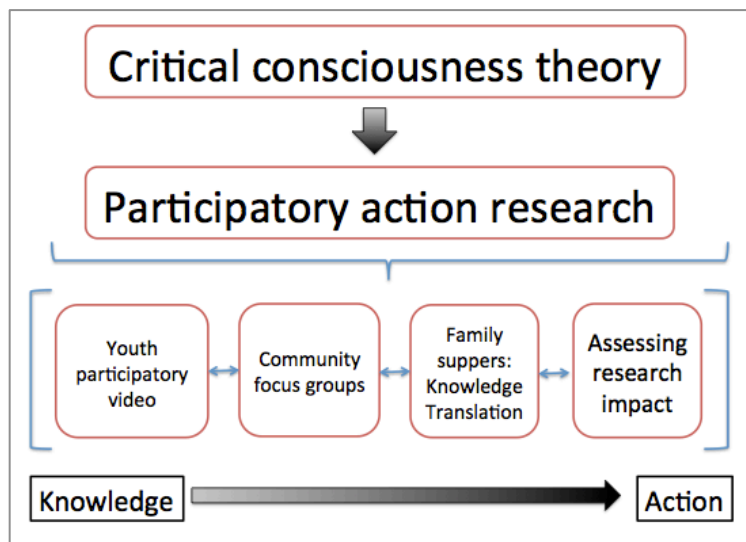 Critical consciousness theory
Participatory action research
Youth
participatory
video
Community
focus groups
Family
suppers:
Knowledge
Translation
Assessing
research
impact
Knowledge
Action